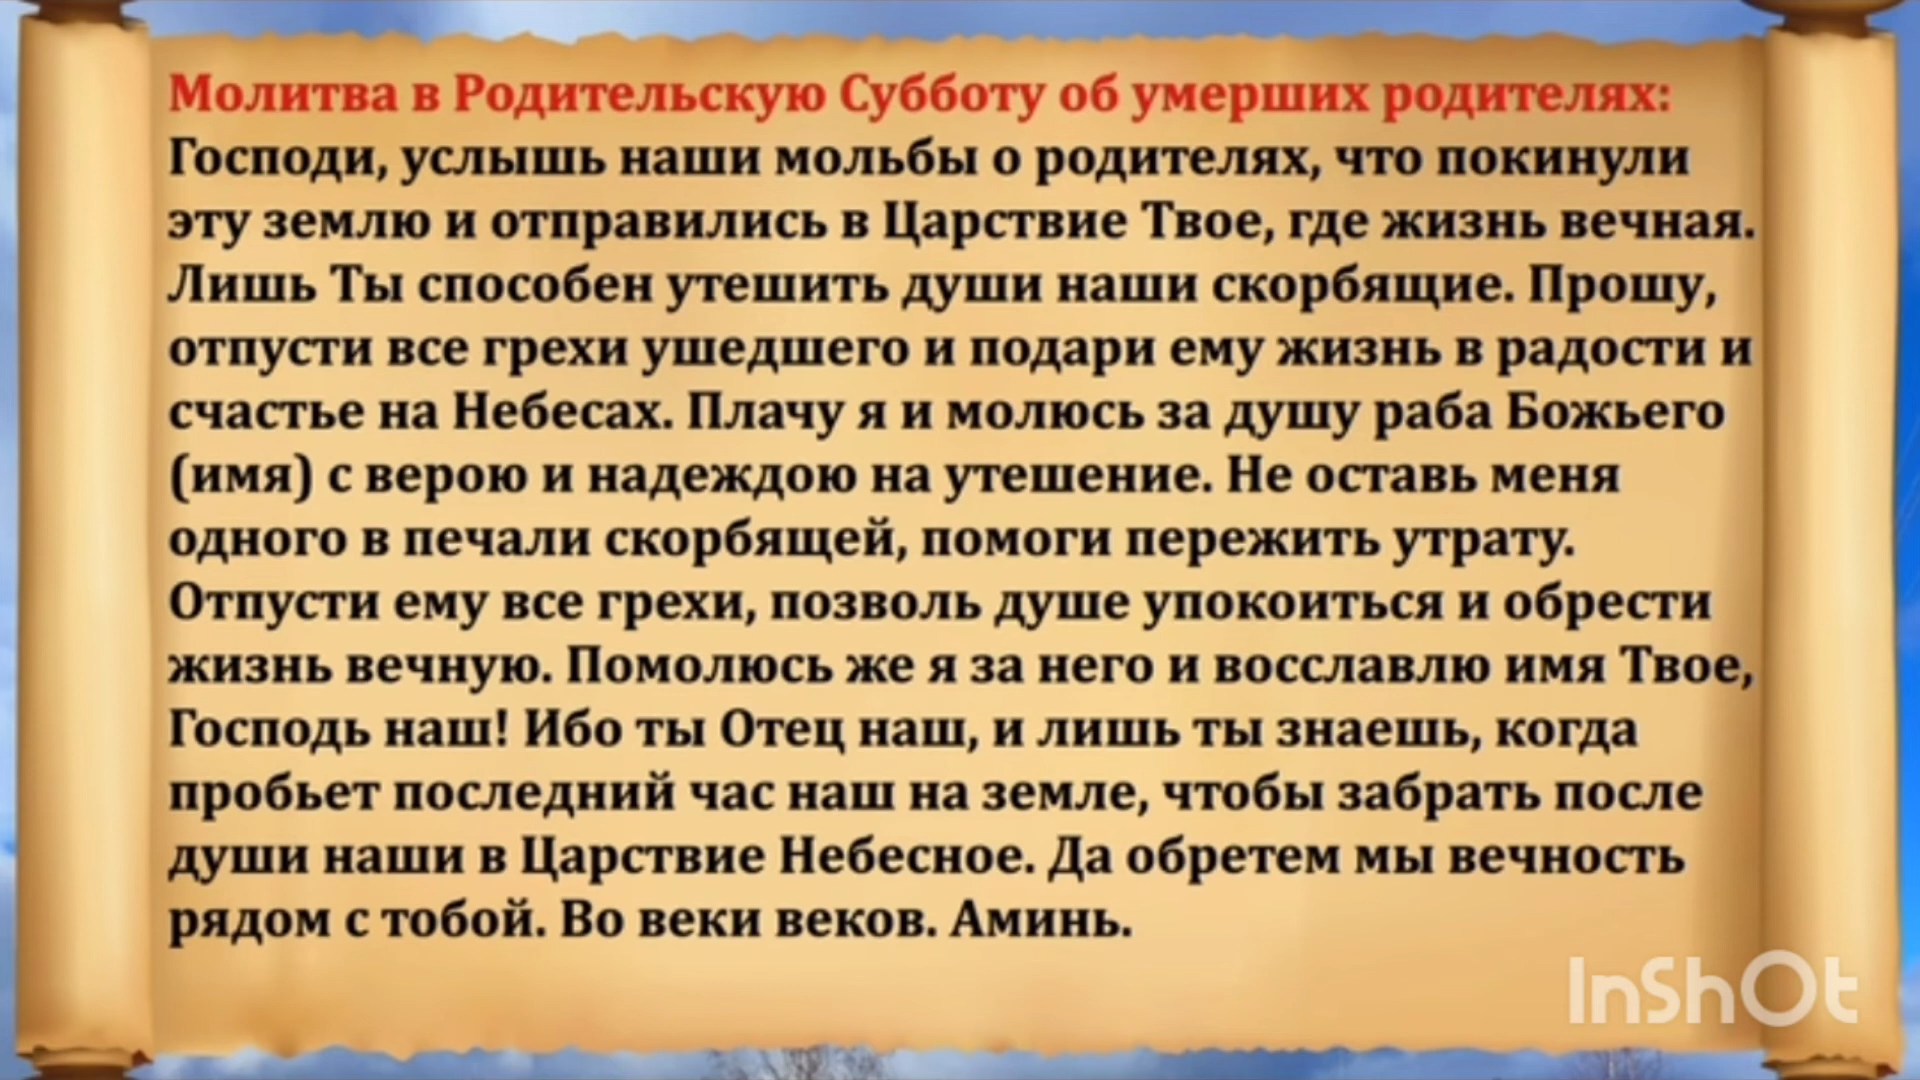 Молитва в Родительскую Субботу об умерших родителях:
Господи, услышь наши мольбы о родителях, что покинули
эту землю и отправились в Царствие Твое, где жизнь вечная.
Лишь Ты способен утешить души наши скорбящие. Прошу,
отпусти все грехи ушедшего и подари ему жизнь в радости и
счастье на Небесах. Плачу я и молюсь за душу раба Божьего
(имя) с верою и надеждою на утешение. Не оставь меня
одного в печали скорбящей, помоги пережить утрату.
Отпусти ему все грехи, позволь душе упокоиться и обрести
жизнь вечную. Помолюсь же я за него и восславлю имя Твое,
Господь наш! Ибо ты Отец наш, и лишь ты знаешь, когда
пробьет последний час наш на земле, чтобы забрать после
души наши в Царствие Небесное. Да обретем мы вечность
рядом с тобой. Во веки веков. Аминь.
InShOt